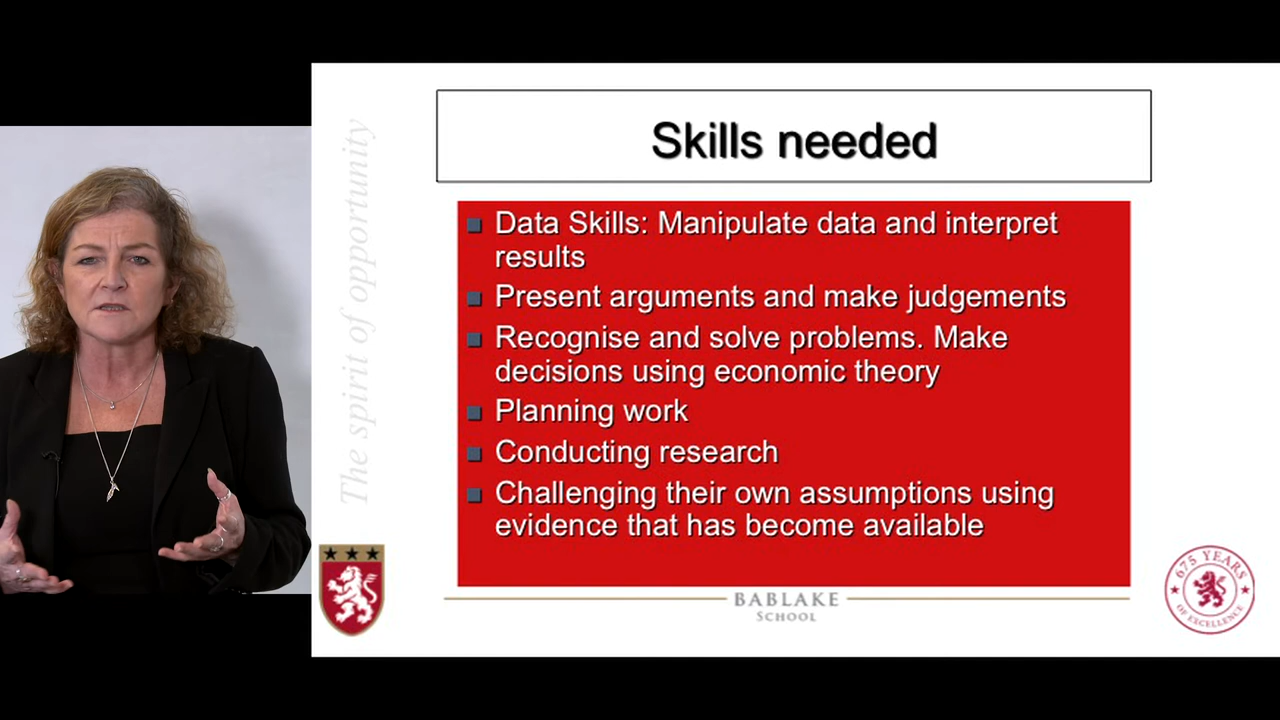 The spirit of opportunity
Skills needed
Data Skills: Manipulate data and interpret
results
Present arguments and make judgements
Recognise and solve problems. Make
decisions using economic theory
Planning work
Conducting research
Challenging their own assumptions using
evidence that has become available
BABLAKE
SCHOOL
675 YEARS
OF EXCELLENCE